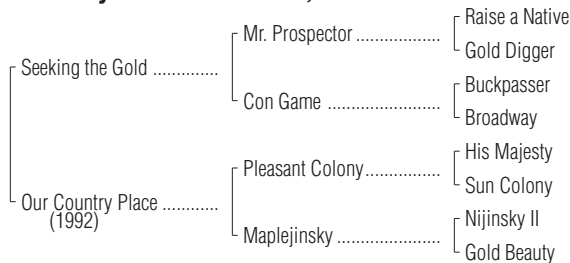 Raise a Native
Mr. Prospector ..................
Gold Digger
Seeking the Gold ..............
Buckpasser
Con Game ........................
Broadway
His Majesty
Pleasant Colony................
Sun Colony
Our Country Place ............
(1992)
Nijinsky II
Maplejinsky ......................
Gold Beauty